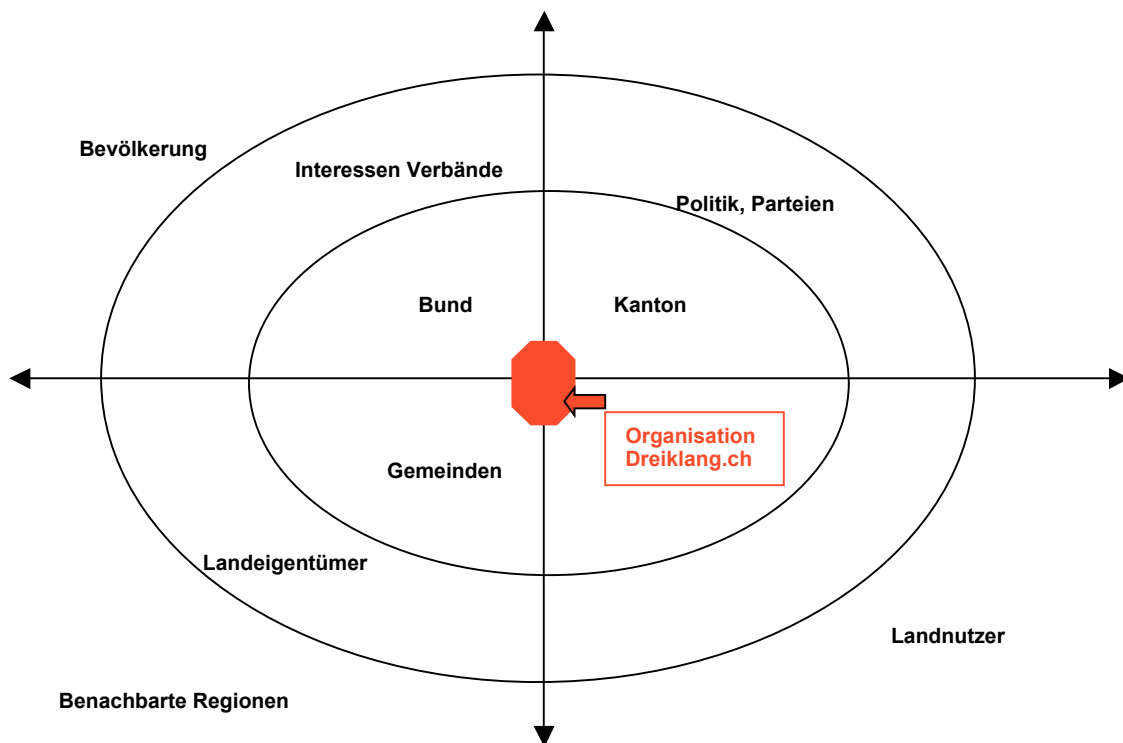 Bevölkerung
Interessen Verbände
Politik, Parteien
Bund
Kanton
Organisation
Dreiklang.ch
Gemeinden
Landeigentümer
Landnutzer
Benachbarte Regionen